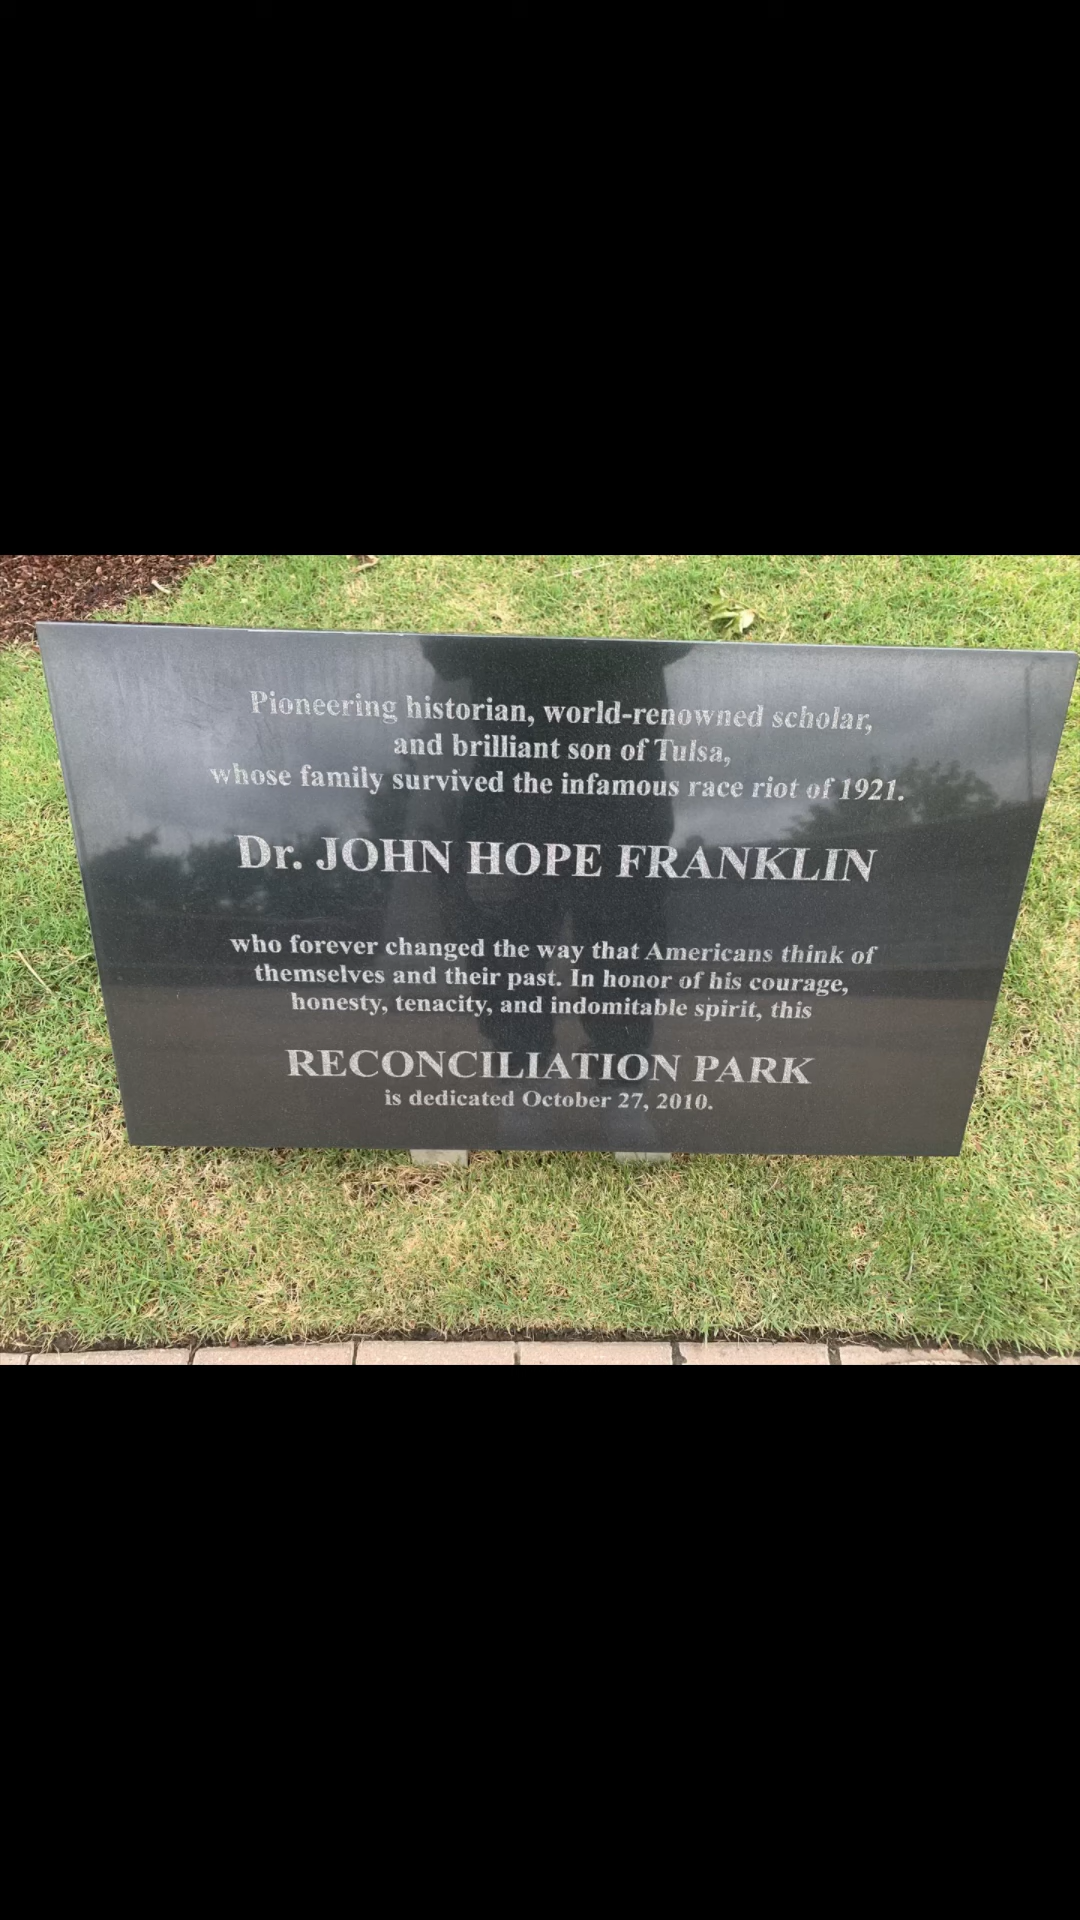 Pioneering historian, world-renowned scholar,
and brilliant son of Tulsa,
whose family survived the infamous race riot of 1921.
Dr. JOHN HOPE FRANKLIN
who forever changed the way that Americans think of
themselves and their past. In honor of his courage,
honesty, tenacity, and indomitable spirit, this
RECONCILIATION PARK
is dedicated October 27, 2010.